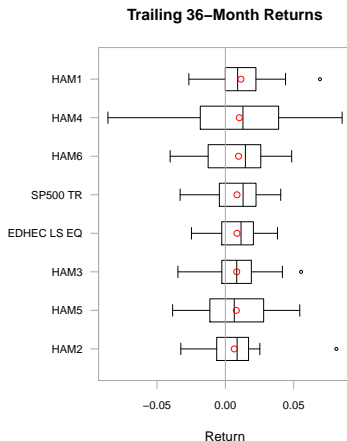 Trailing 36−Month Returns
HAM1
HAM4
HAM6
SP500 TR
EDHEC LS EQ
HAM3
HAM5
HAM2
−0.05 0.00 0.05
Return